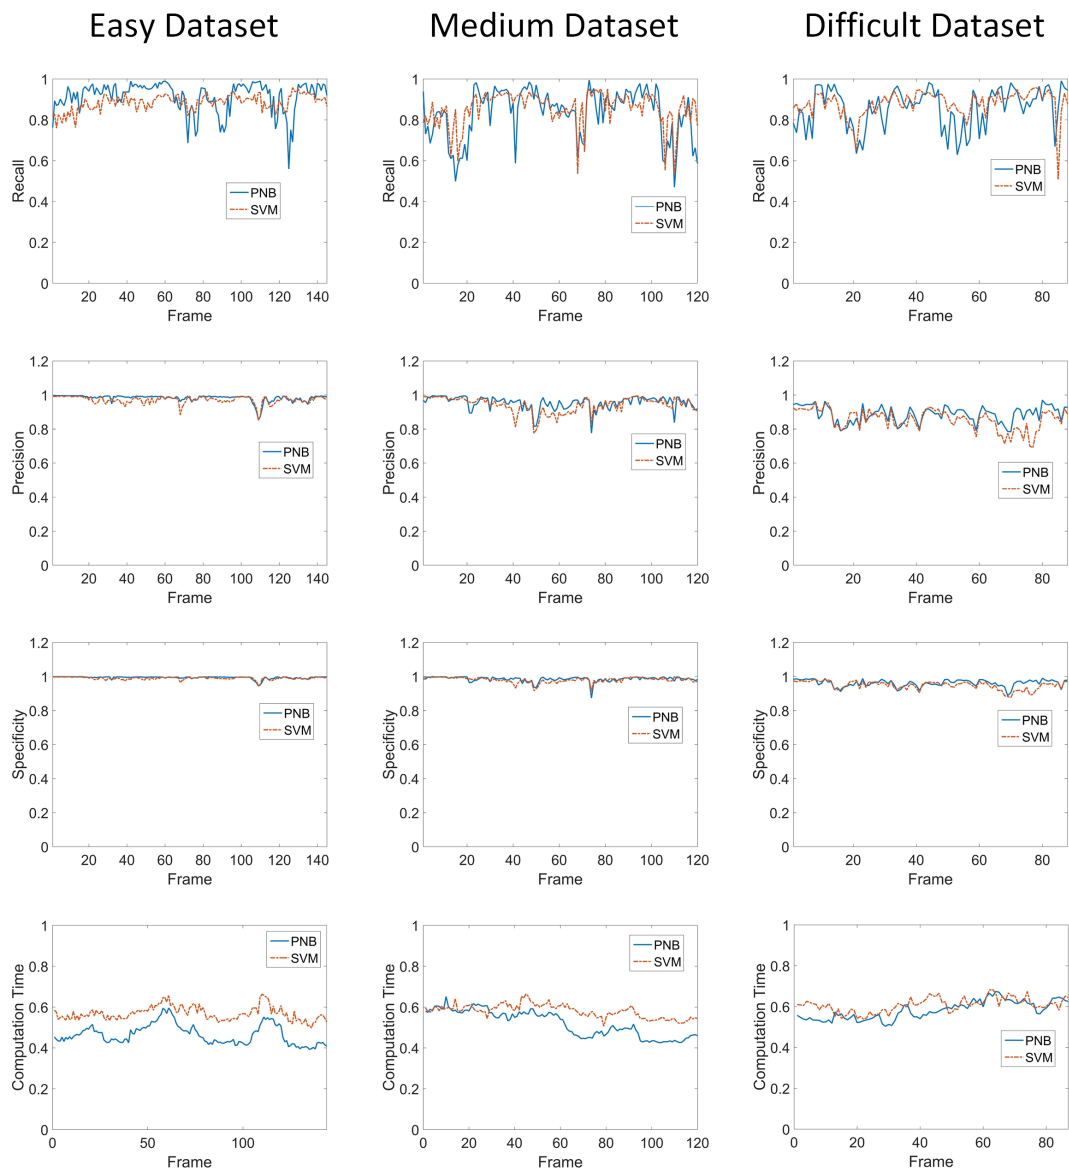 Easy Dataset
Medium Dataset
Difficult Dataset
1
0.8
0.6
0.4
0.2
0
Recall
20 40 60 80 100 120 140
Frame
PNB
SVM
1
0.8
0.6
0.4
0.2
0
Recall
0 20 40 60 80 100 120
Frame
PNB
SVM
1
0.8
0.6
0.4
0.2
0
Recall
20 40 60 80
Frame
PNB
SVM
1.2
1
0.8
0.6
0.4
0.2
0
Precision
20 40 60 80 100 120 140
Frame
PNB
SVM
1.2
1
0.8
0.6
0.4
0.2
0
Precision
0 20 40 60 80 100 120
Frame
PNB
SVM
1.2
1
0.8
0.6
0.4
0.2
0
Precision
20 40 60 80
Frame
PNB
SVM
1.2
1
0.8
0.6
0.4
0.2
0
Specificity
20 40 60 80 100 120 140
Frame
PNB
SVM
1.2
1
0.8
0.6
0.4
0.2
0
Specificity
0 20 40 60 80 100 120
Frame
PNB
SVM
1.2
1
0.8
0.6
0.4
0.2
0
Specificity
20 40 60 80
Frame
PNB
SVM
1
0.8
0.6
0.4
0.2
0
Computation Time
0 50 100
Frame
PNB
SVM
1
0.8
0.6
0.4
0.2
0
Computation Time
0 20 40 60 80 100 120
Frame
PNB
SVM
1
0.8
0.6
0.4
0.2
0
Computation Time
0 20 40 60 80
Frame
PNB
SVM